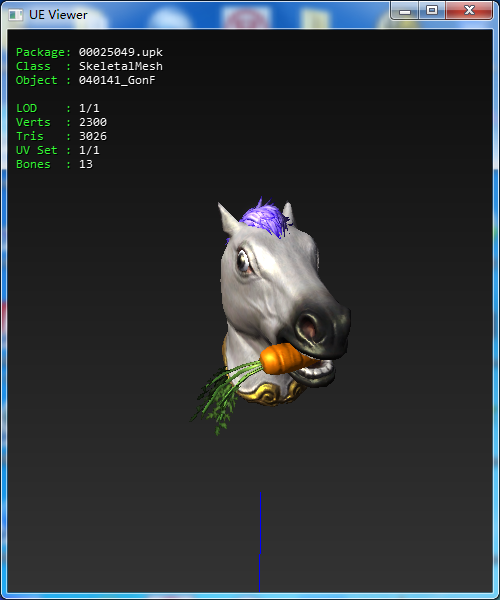 UE Viewer
Package: 00025049.upk
Class : SkeletalMesh
Object : 040141_GonF
LOD : 1/1
Verts : 2300
Tris : 3026
UV Set : 1/1
Bones : 13